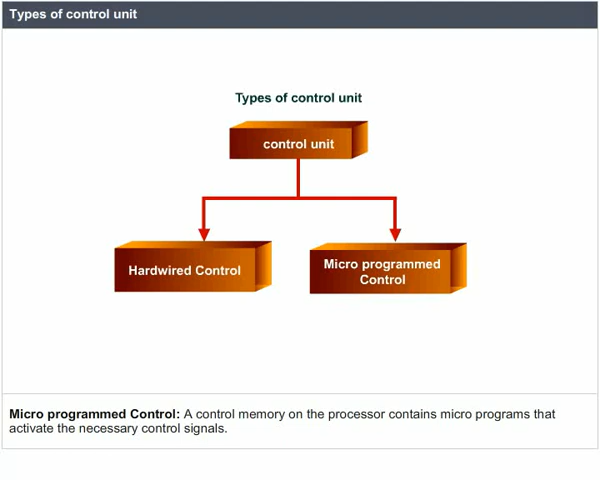 Types of control unit
Types of control unit
control unit
Hardwired Control
Micro programmed
Control
Micro programmed Control: A control memory on the processor contains micro programs that
activate the necessary control signals.